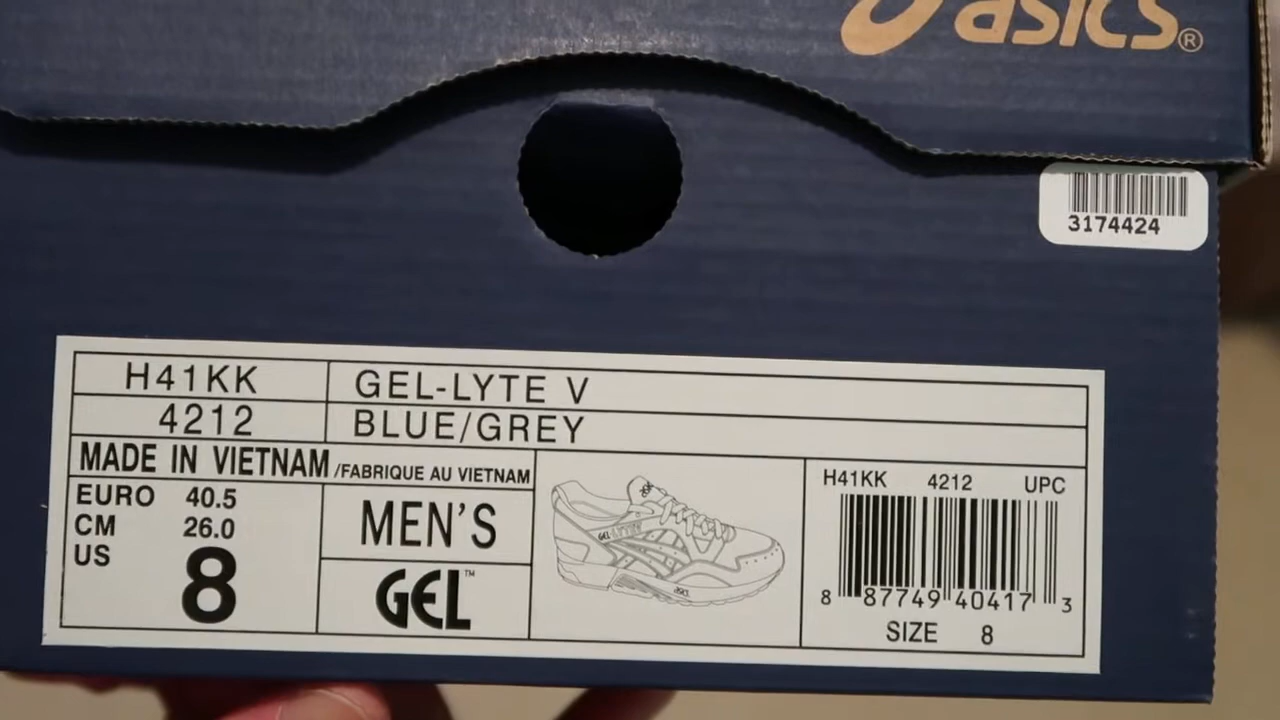 asics®
3174424
H41KK GEL-LYTE V
4212 BLUE/GREY
MADE IN VIETNAM /FABRIQUE AU VIETNAM
EURO 40.5
CM 26.0
US 8
MEN'S
GEL™
H41KK 4212 UPC
8 87749 40417 3
SIZE 8